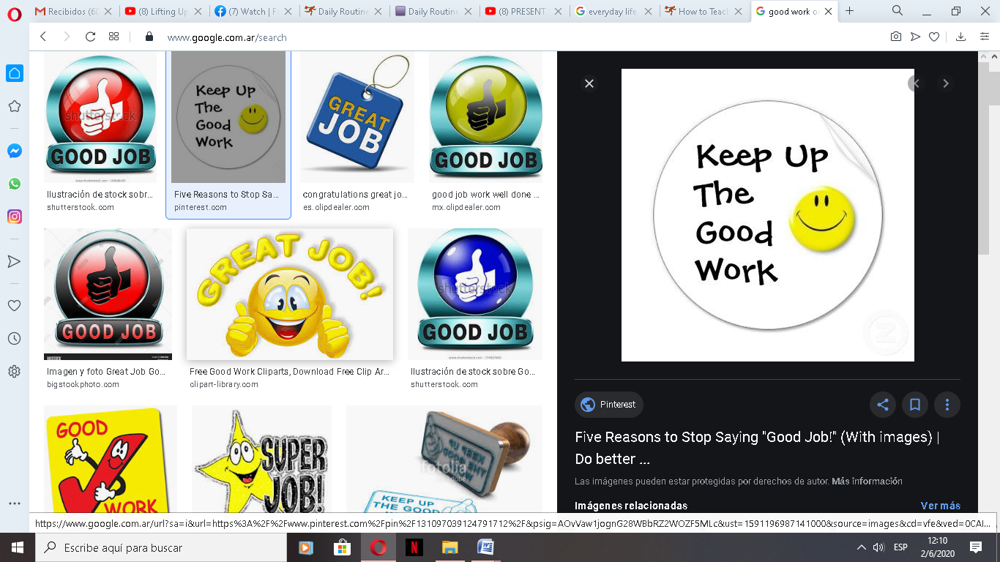 Recibidos (60
(8) Lifting Up
(7) Watch | F
Daily Routine
Daily Routine
(8) PRESENT
everyday life
How to Teac
good work o
www.google.com.ar/search
shutterstock
GOOD JOB
Keep Up
The
Good
Work
GREAT
JOB
GOOD JOB
Ilustración de stock sobr...
shutterstock.com
Five Reasons to Stop Sa...
pinterest.com
congratulations great jo...
es.clipdealer.com
good job work well done ...
mx.clipdealer.com
GOOD JOB
GREAT JOB!
shutterstock
GOOD JOB
Imagen y foto Great Job Go...
bigstockphoto.com
Free Good Work Cliparts, Download Free Clip Ar...
clipart-library.com
Ilustración de stock sobre Go...
shutterstock.com
GOOD
WORK
SUPER
JOB!
fotolia
KEEP UP
THE GOOD
Keep Up
The
Good
Work
Pinterest
Five Reasons to Stop Saying "Good Job!" (With images) |
Do better ...
Las imágenes pueden estar protegidas por derechos de autor. Más información
Imágenes relacionadas
Ver más
https://www.google.com.ar/url?sa=i&url=https%3A%2F%2Fwww.pinterest.com%2Fpin%2F131097039124791712%2F&psig=AOvVaw1jognG28WBbRZ2WOZF5MLc&ust=1591196987141000&source=images&cd=vfe&ved=0CAI...
Escribe aquí para buscar
ESP
12:10
2/6/2020